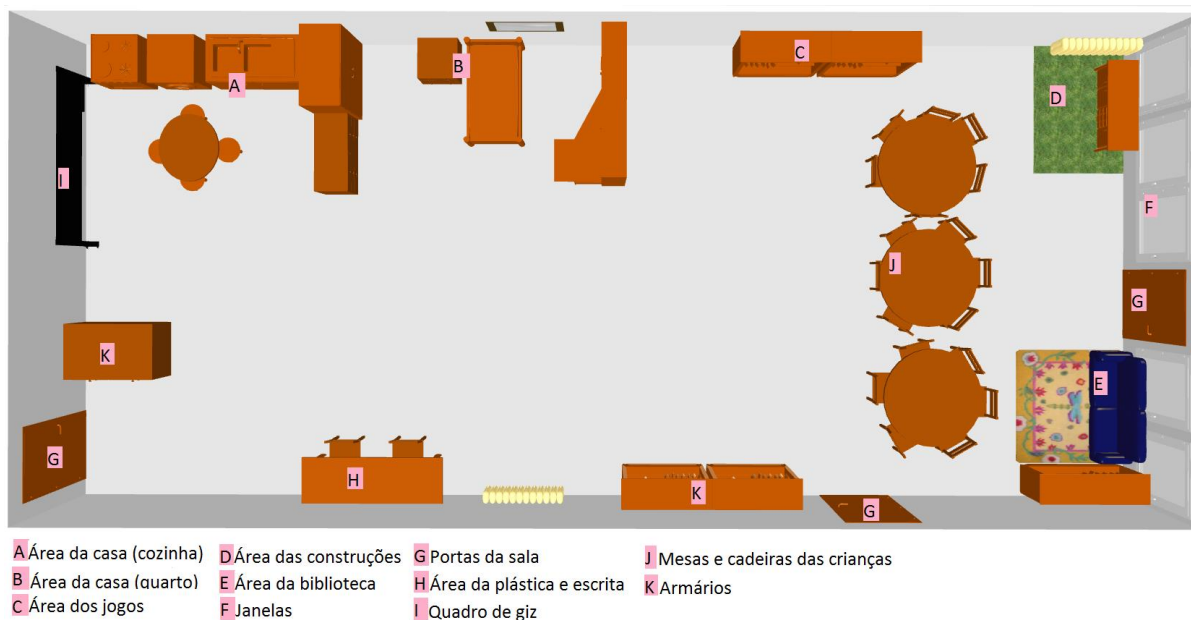 C
B
A
D
I
F
J
G
E
K
G
H
K
G
A Área da casa (cozinha)
B Área da casa (quarto)
C Área dos jogos
D Área das construções
E Área da biblioteca
F Janelas
G Portas da sala
H Área da plástica e escrita
I Quadro de giz
J Mesas e cadeiras das crianças
K Armários